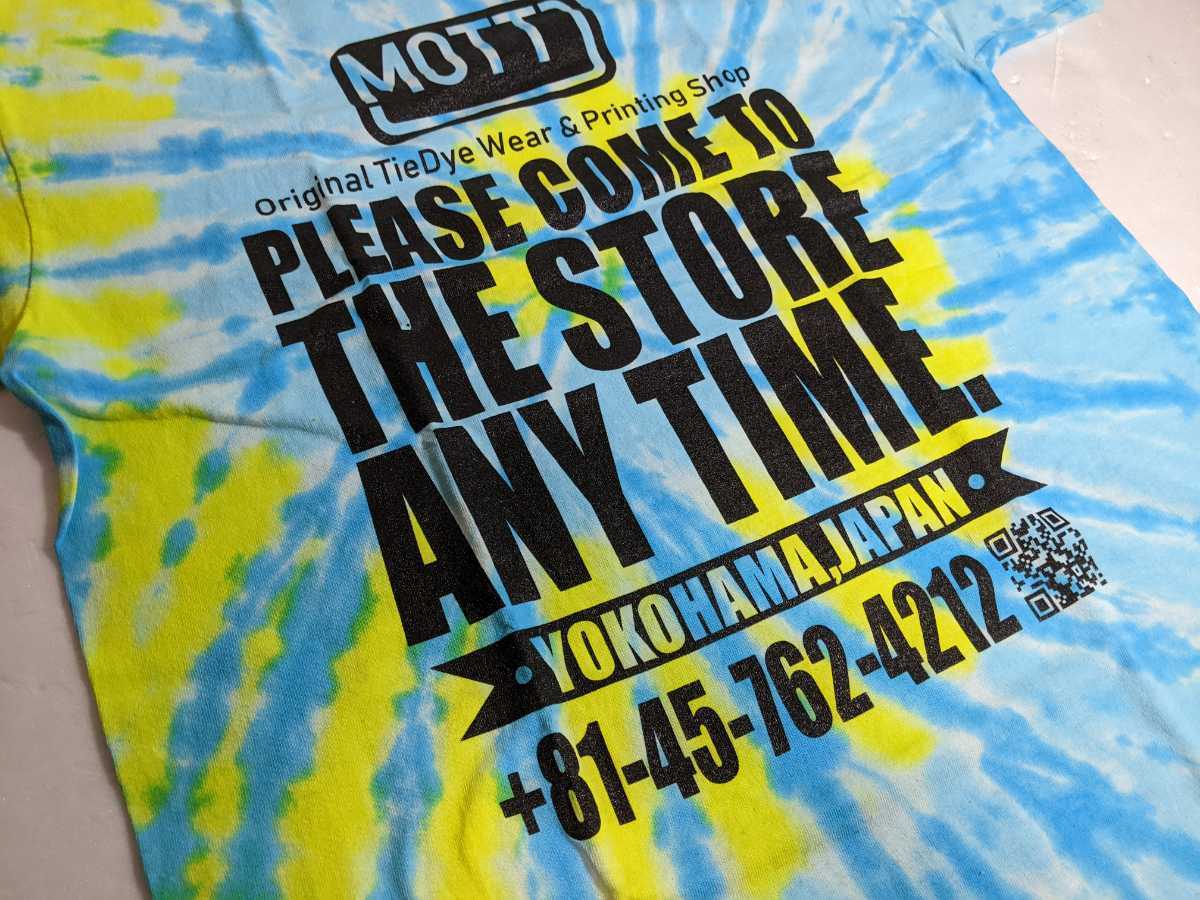 MOTT
Original TieDye Wear & Printing Shop
PLEASE COME TO
THE STORE
ANY TIME.
YOKOHAMA,JAPAN
+81-45-762-4212